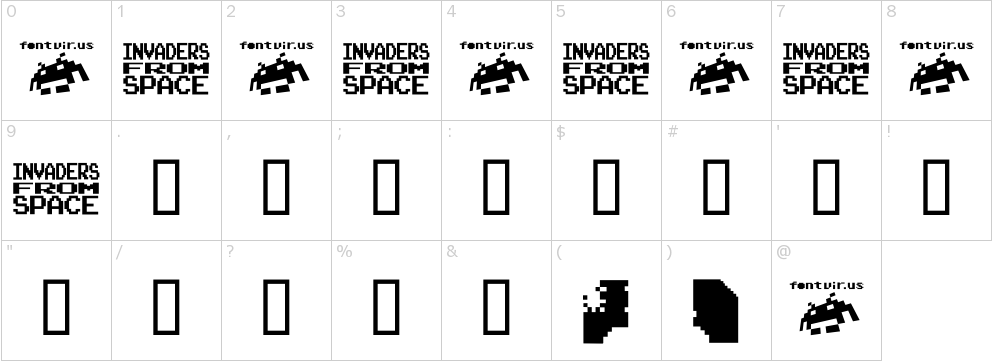 0 1 2 3 4 5 6 7 8
fontvir.us INVADERS fontvir.us INVADERS fontvir.us INVADERS fontvir.us INVADERS fontvir.us
FROM FROM FROM FROM
SPACE SPACE SPACE SPACE
9 . , ; : $ # ' !
INVADERS
FROM
SPACE
" / ? % & ( ) @
fontvir.us